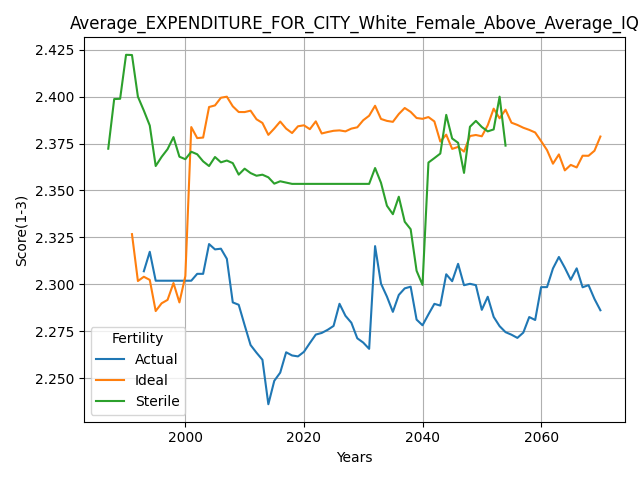 Average_EXPENDITURE_FOR_CITY_White_Female_Above_Average_IQ
2.425
2.400
2.375
2.350
2.325
2.300
2.275
2.250
Score(1-3)
Fertility
Actual
Ideal
Sterile
2000
2020
2040
2060
Years